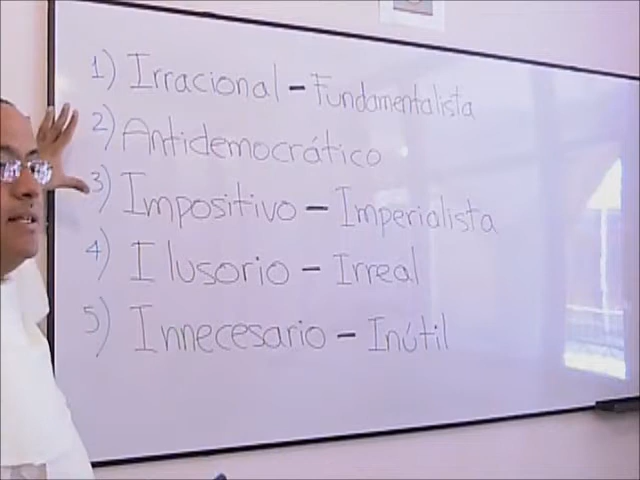 1) Irracional - Fundamentalista
2) Antidemocrático
3) Impositivo - Imperialista
4) Ilusorio - Irreal
5) Innecesario - Inútil